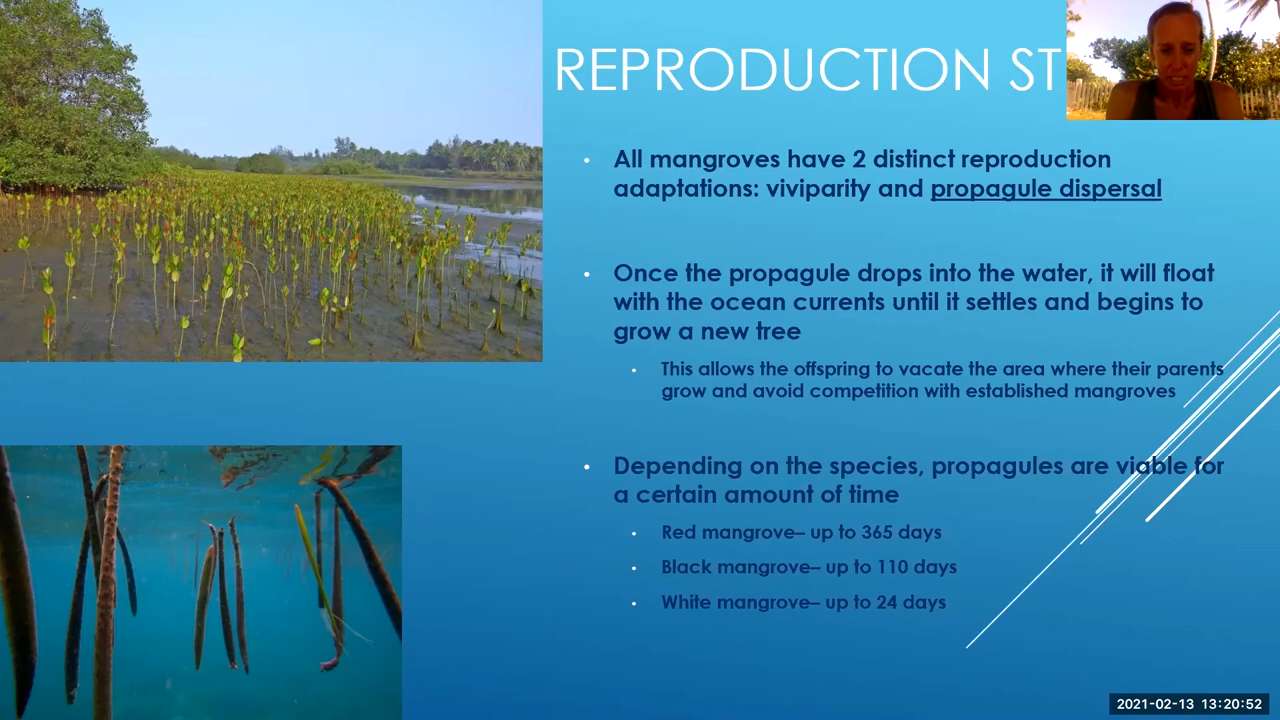 REPRODUCTION ST
• All mangroves have 2 distinct reproduction
adaptations: viviparity and propagule dispersal
• Once the propagule drops into the water, it will float
with the ocean currents until it settles and begins to
grow a new tree
• This allows the offspring to vacate the area where their parents
grow and avoid competition with established mangroves
• Depending on the species, propagules are viable for
a certain amount of time
• Red mangrove– up to 365 days
• Black mangrove– up to 110 days
• White mangrove– up to 24 days
2021-02-13 13:20:52